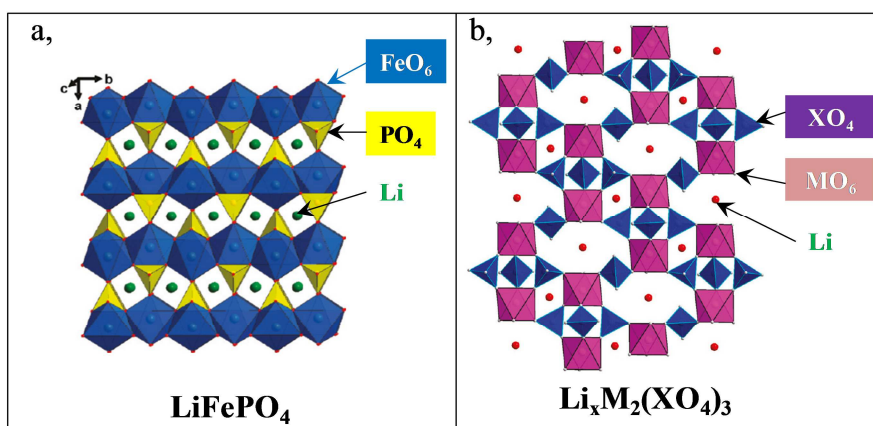 a,
c b
a
FeO₆
PO₄
Li
LiFePO₄
b,
XO₄
MO₆
Li
LiₓM₂(XO₄)₃